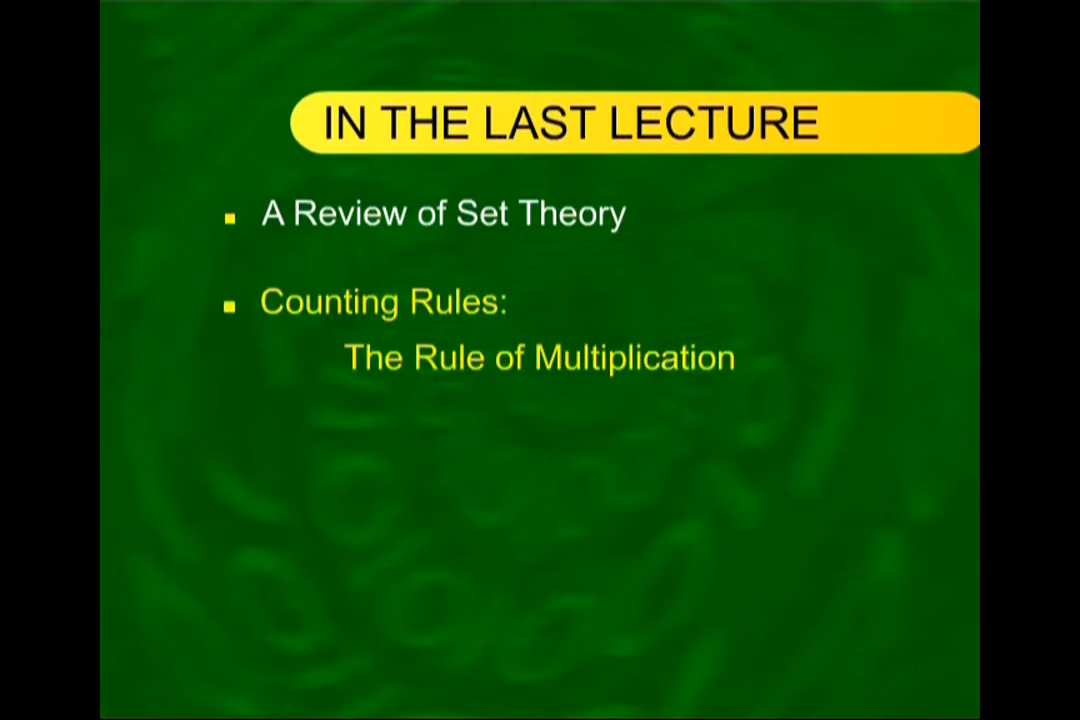 IN THE LAST LECTURE
A Review of Set Theory
Counting Rules:
The Rule of Multiplication